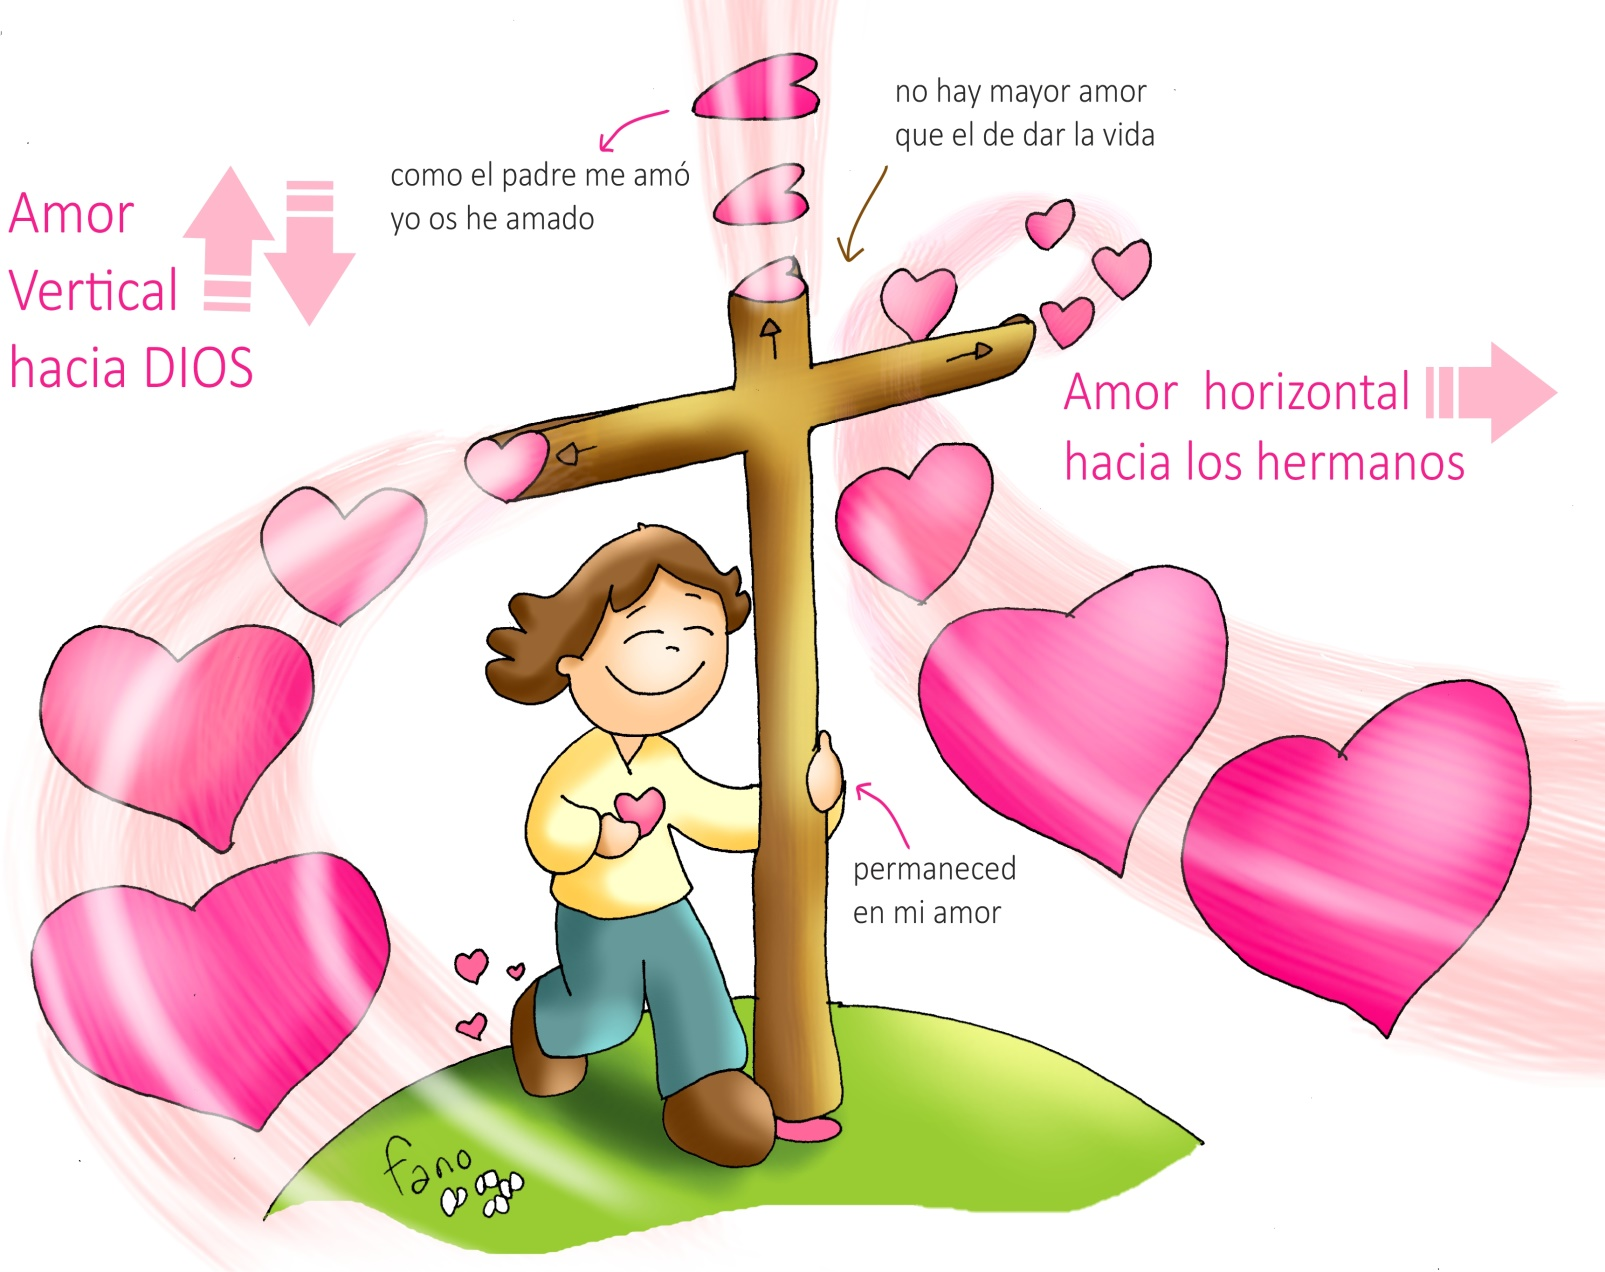 no hay mayor amor
que el de dar la vida
como el padre me amó
yo os he amado
Amor
Vertical
hacia DIOS
Amor horizontal
hacia los hermanos
permaneced
en mi amor
fano